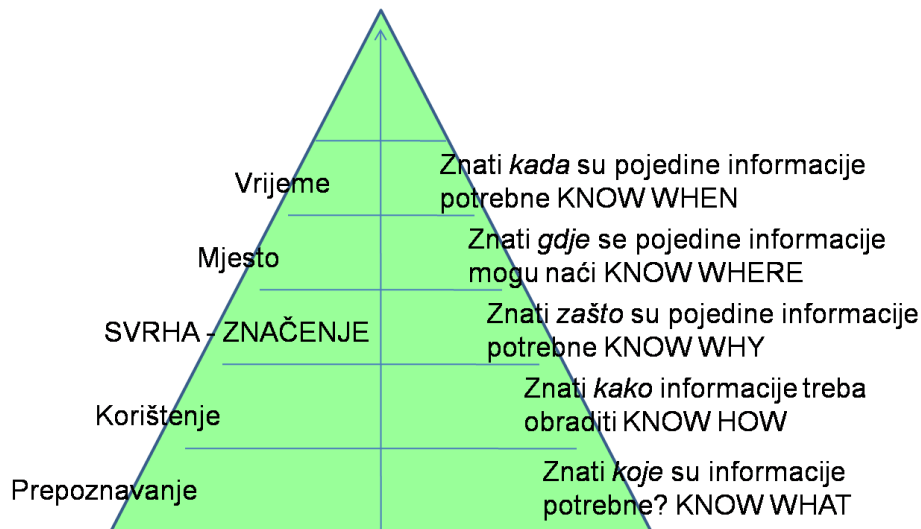 Vrijeme
Znati kada su pojedine informacije
potrebne KNOW WHEN
Mjesto
Znati gdje se pojedine informacije
mogu naći KNOW WHERE
SVRHA - ZNAČENJE
Znati zašto su pojedine informacije
potrebne KNOW WHY
Korištenje
Znati kako informacije treba
obraditi KNOW HOW
Prepoznavanje
Znati koje su informacije
potrebne? KNOW WHAT